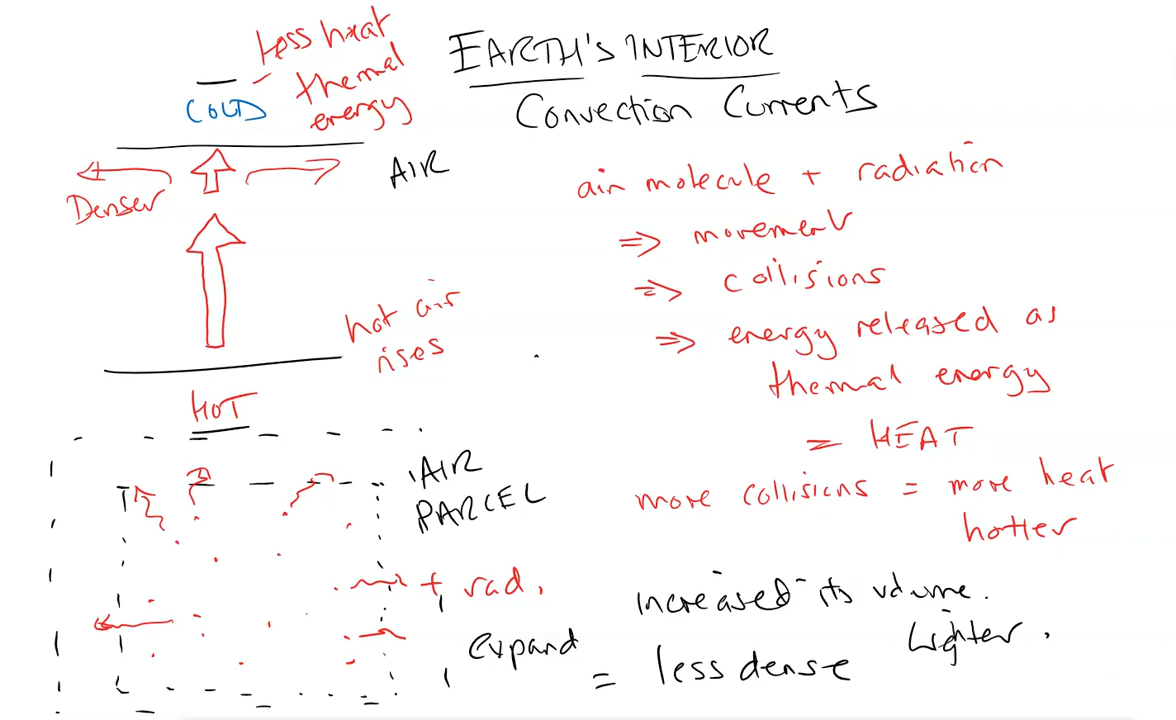 EARTH'S INTERIOR
Convection Currents
Less heat
thermal
energy
COLD
AIR
Denser
hot air
rises
HOT
AIR
PARCEL
+ rad.
expand
air molecule + radiation
⇒ movement
⇒ collisions
⇒ energy released as
thermal energy
= HEAT
more collisions = more heat
hotter
increased its volume.
= less dense
Lighter.